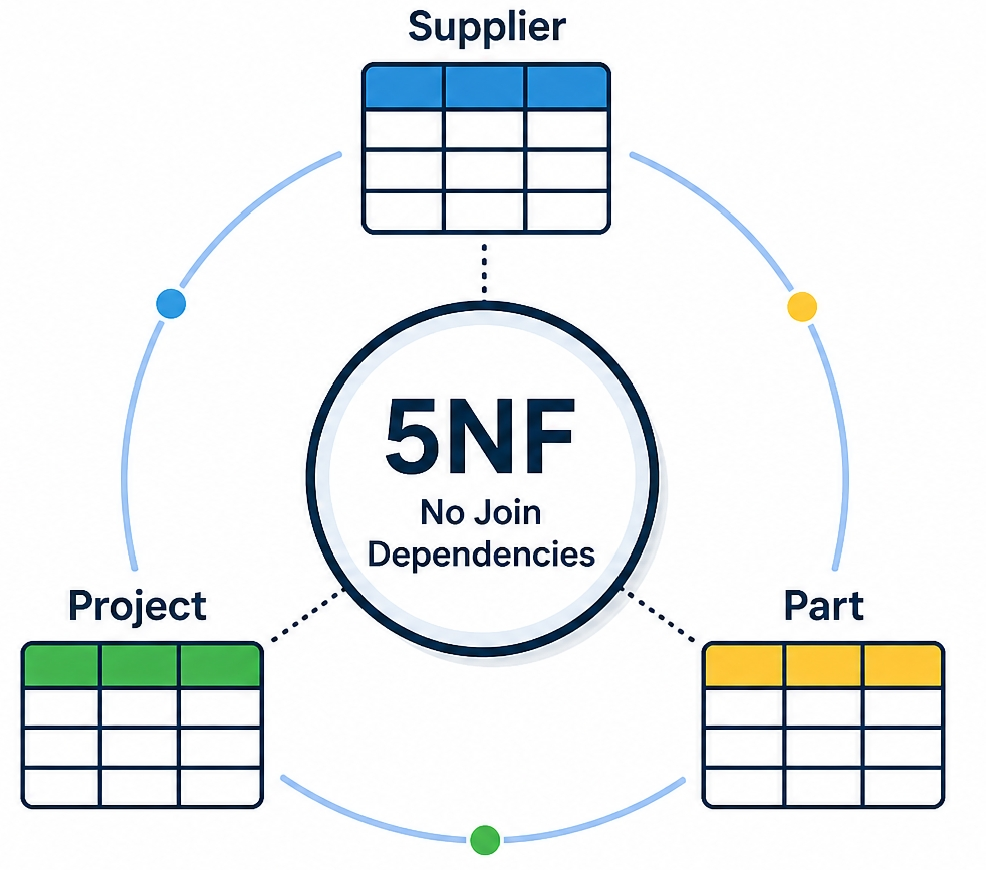 Supplier
5NF
No Join
Dependencies
Project
Part